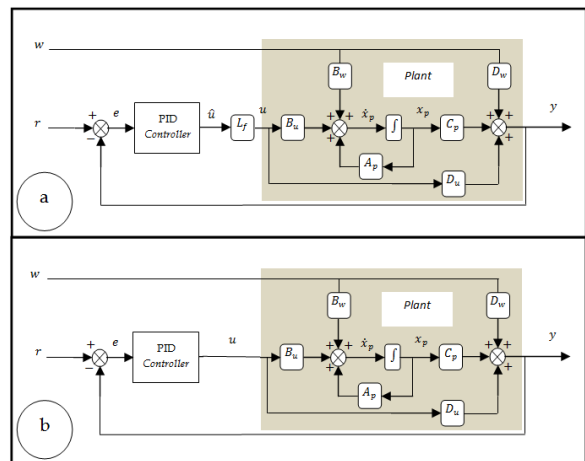 w
B_w
Plant
D_w
+ + +
e
PID
Controller
û
L_f
u
B_u
ẋ_p
∫
x_p
C_p
+ +
y
r
−
+
A_p
+
D_u
a
w
B_w
Plant
D_w
+ + +
e
PID
Controller
u
B_u
ẋ_p
∫
x_p
C_p
+ +
y
r
−
+
A_p
+
D_u
b